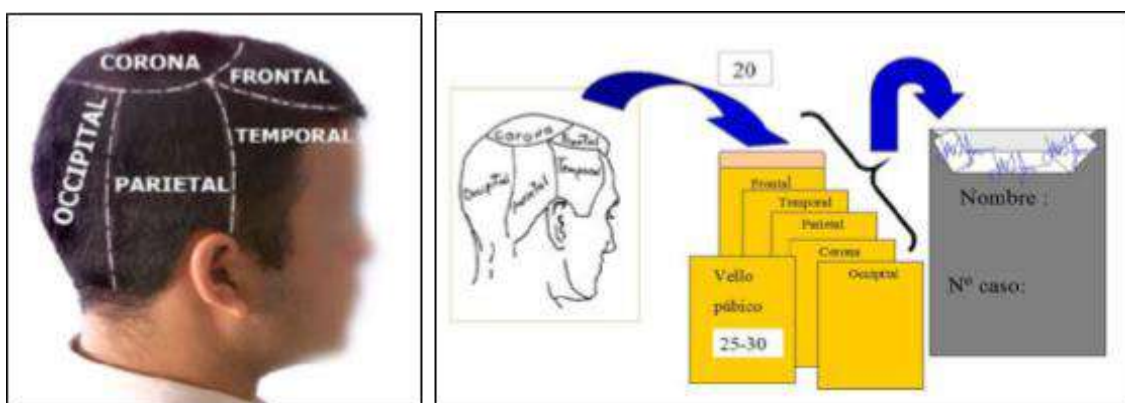 CORONA
FRONTAL
OCCIPITAL
TEMPORAL
PARIETAL
20
Corona
Frontal
Temporal
Occipital
Parietal
Frontal
Temporal
Parietal
Corona
Occipital
Vello
púbico
25-30
Nombre :
Nº caso: